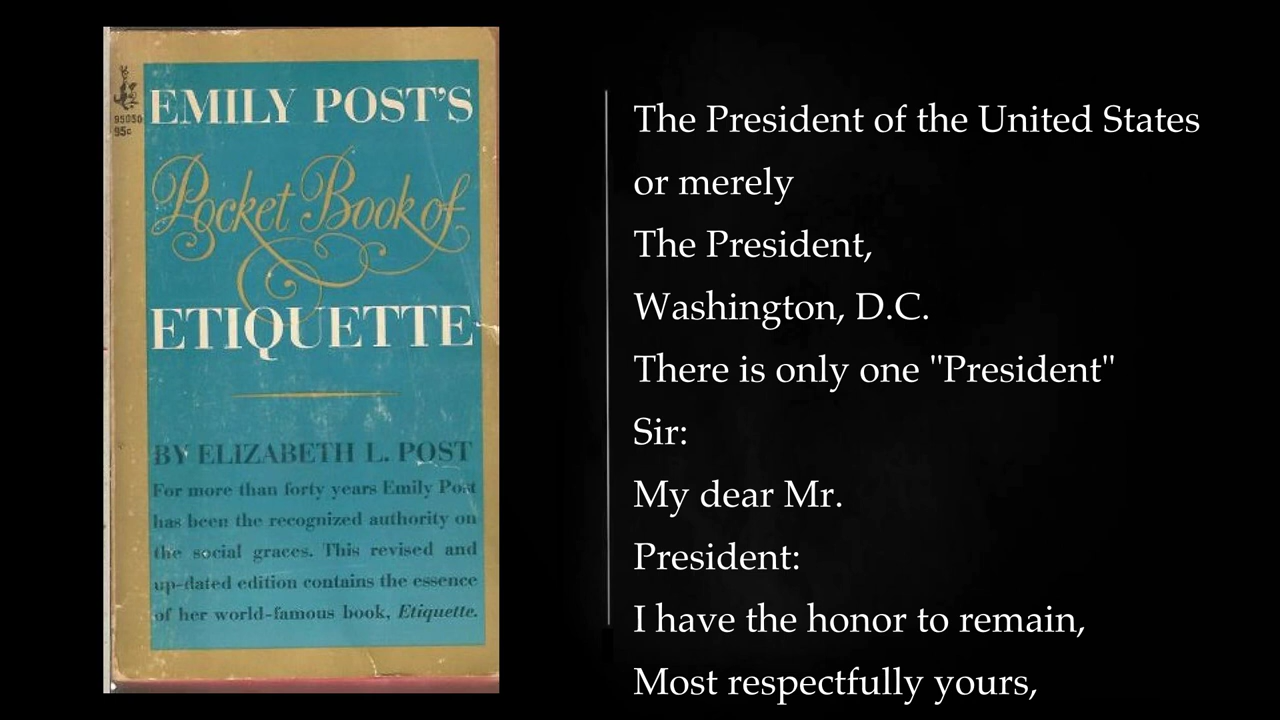 95050
95c
EMILY POST'S
Pocket Book of
ETIQUETTE
BY ELIZABETH L. POST
For more than forty years Emily Post
has been the recognized authority on
the social graces. This revised and
up-dated edition contains the essence
of her world-famous book, Etiquette.
The President of the United States
or merely
The President,
Washington, D.C.
There is only one "President"
Sir:
My dear Mr.
President:
I have the honor to remain,
Most respectfully yours,